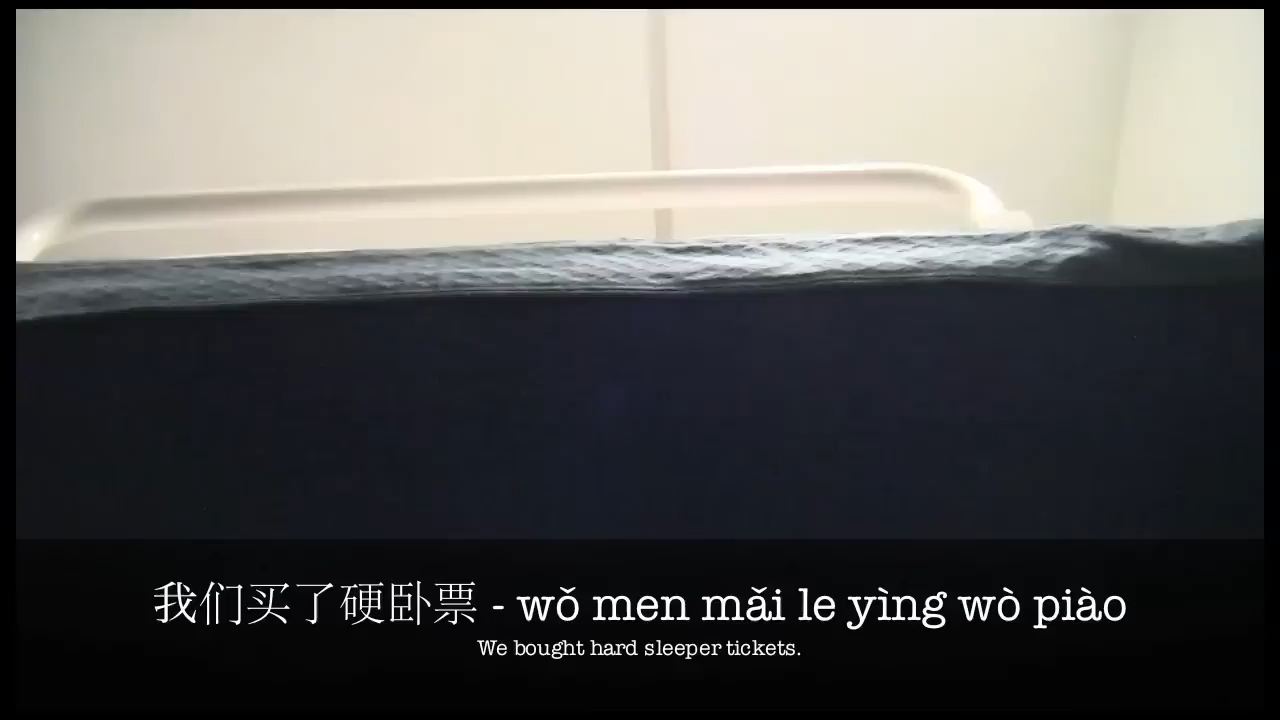 我们买了硬卧票 - wǒ men mǎi le yìng wò piào
We bought hard sleeper tickets.